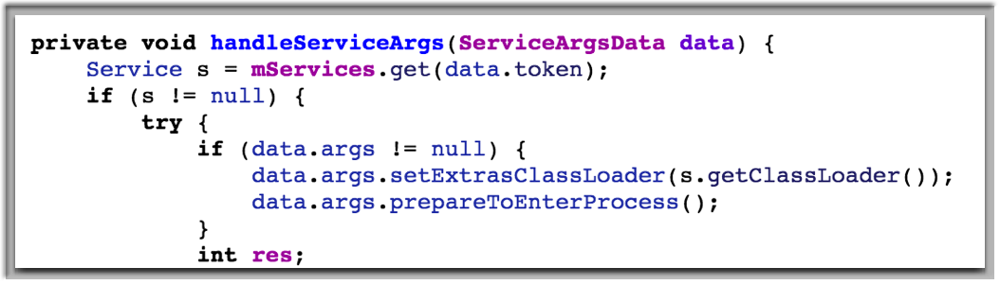 private void handleServiceArgs(ServiceArgsData data) {
    Service s = mServices.get(data.token);
    if (s != null) {
        try {
            if (data.args != null) {
                data.args.setExtrasClassLoader(s.getClassLoader());
                data.args.prepareToEnterProcess();
            }
            int res;